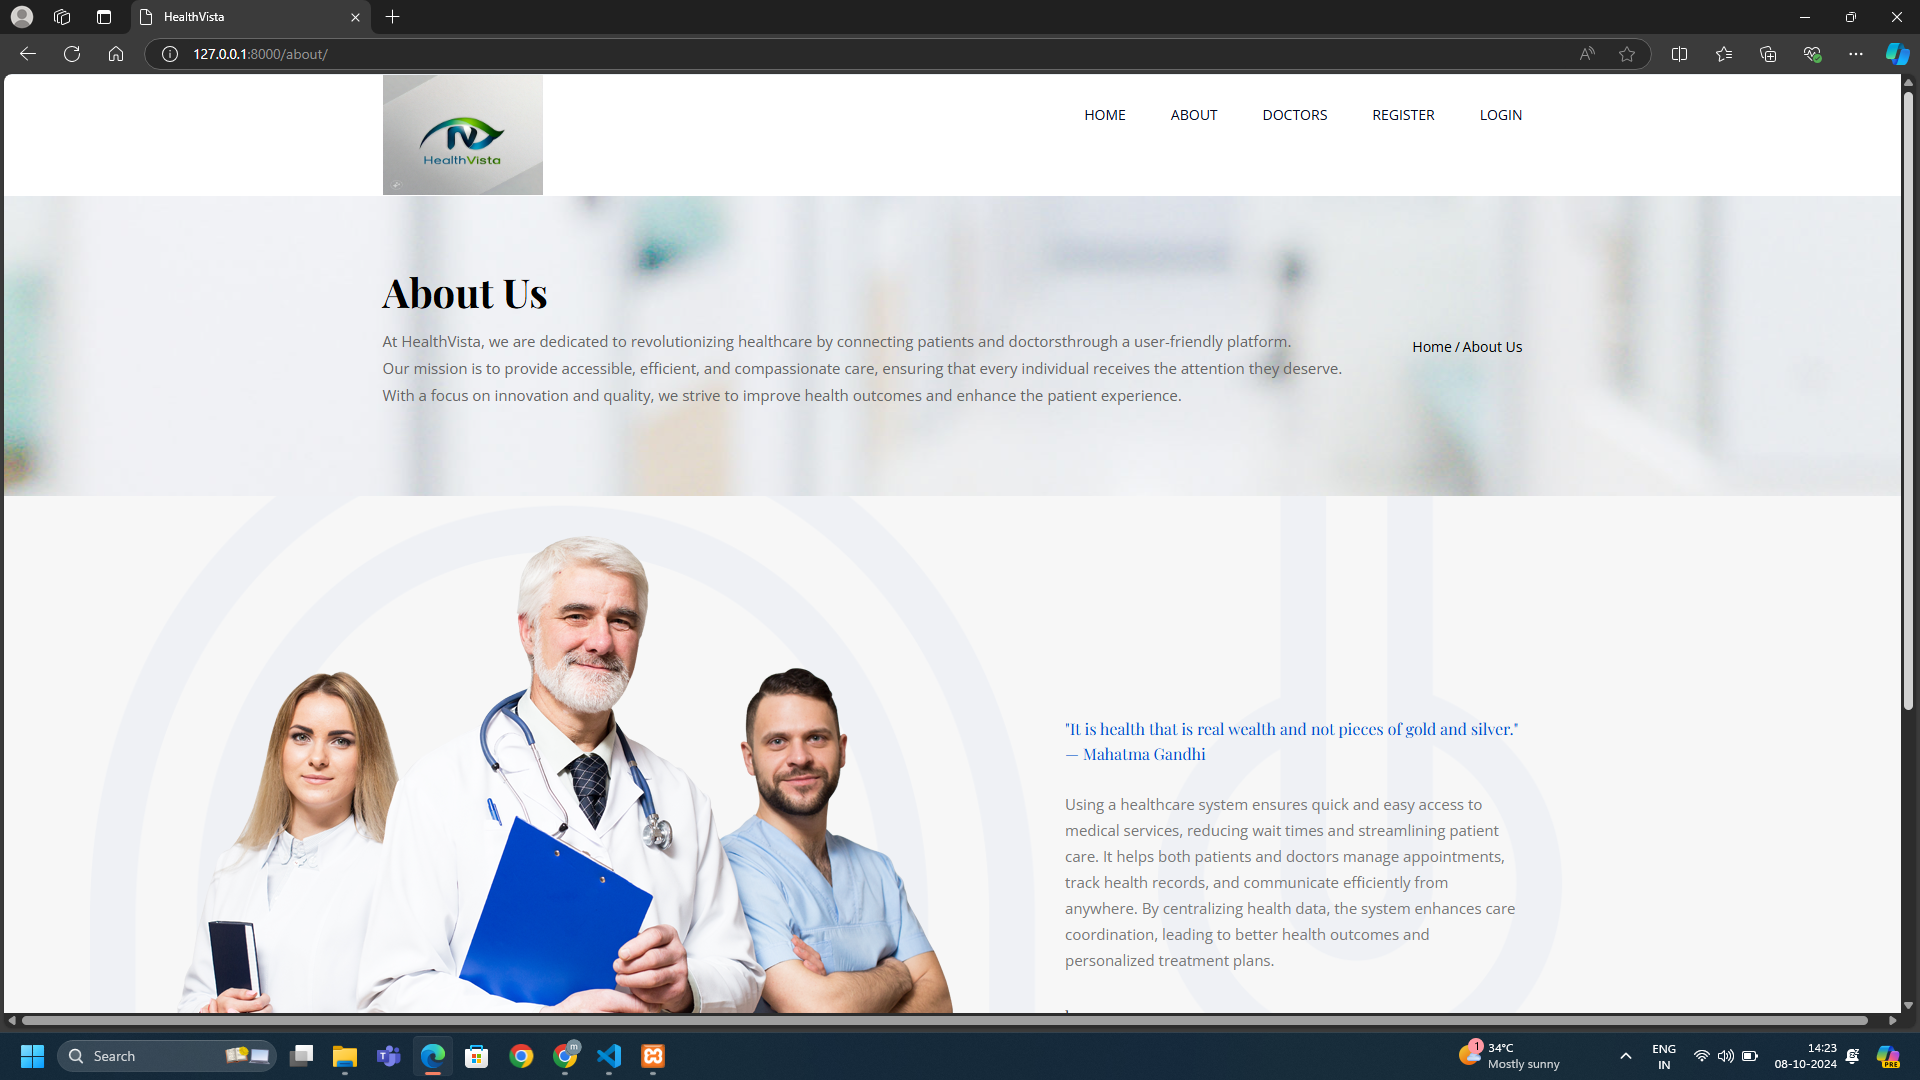 HealthVista
127.0.0.1:8000/about/
HealthVista
HOME
ABOUT
DOCTORS
REGISTER
LOGIN
About Us
At HealthVista, we are dedicated to revolutionizing healthcare by connecting patients and doctorsthrough a user-friendly platform.
Our mission is to provide accessible, efficient, and compassionate care, ensuring that every individual receives the attention they deserve.
With a focus on innovation and quality, we strive to improve health outcomes and enhance the patient experience.
Home / About Us
"It is health that is real wealth and not pieces of gold and silver."
— Mahatma Gandhi
Using a healthcare system ensures quick and easy access to
medical services, reducing wait times and streamlining patient
care. It helps both patients and doctors manage appointments,
track health records, and communicate efficiently from
anywhere. By centralizing health data, the system enhances care
coordination, leading to better health outcomes and
personalized treatment plans.
Search
m
1
34°C
Mostly sunny
ENG
IN
14:23
08-10-2024
PRE